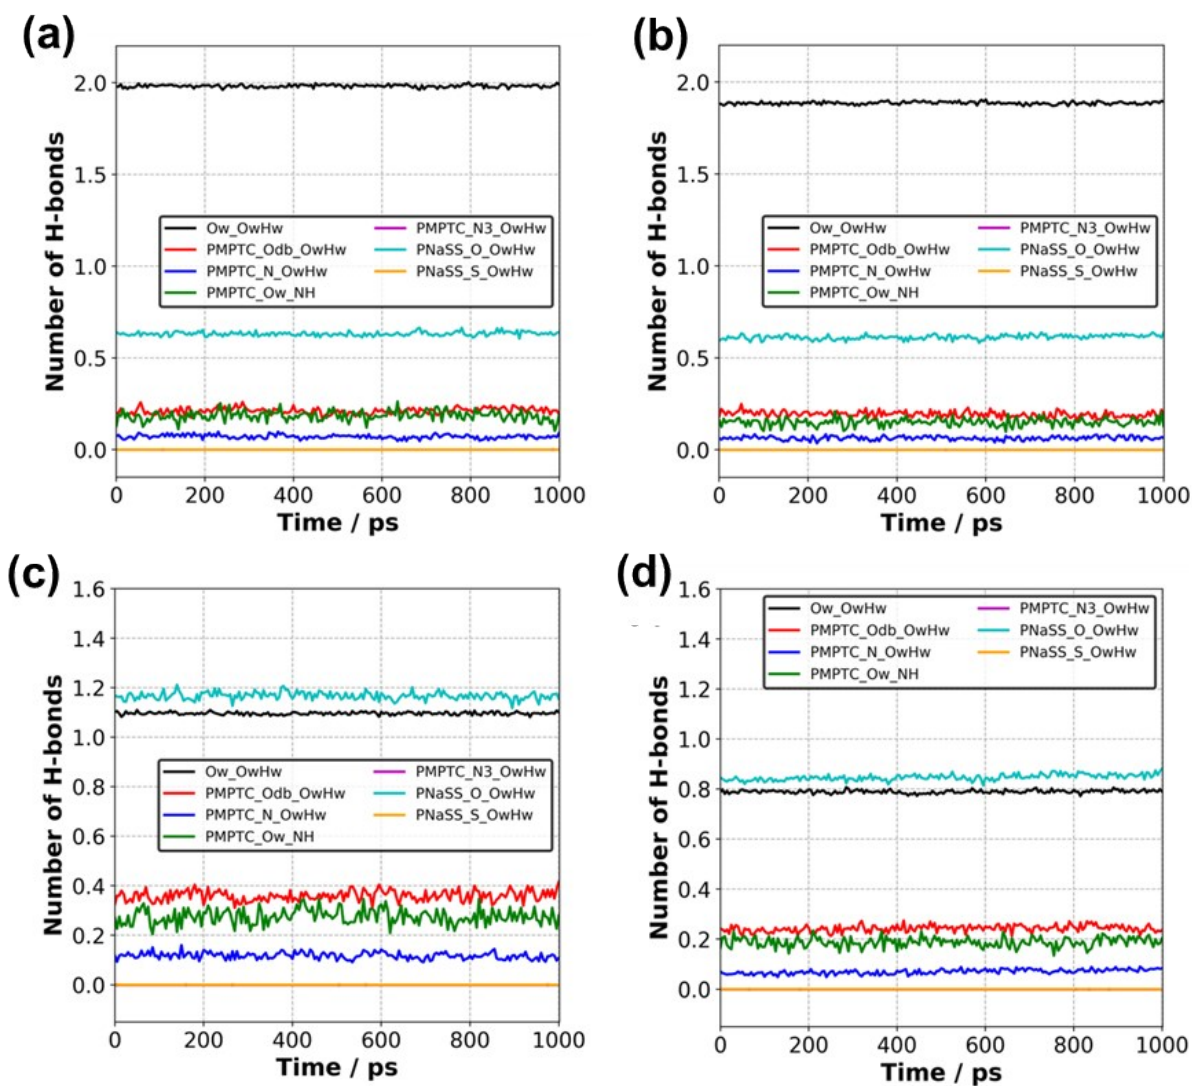 (a)
Number of H-bonds
2.0
1.5
1.0
0.5
0.0
Ow_OwHw
PMPTC_Odb_OwHw
PMPTC_N_OwHw
PMPTC_Ow_NH
PMPTC_N3_OwHw
PNaSS_O_OwHw
PNaSS_S_OwHw
0 200 400 600 800 1000
Time / ps
(b)
Number of H-bonds
2.0
1.5
1.0
0.5
0.0
Ow_OwHw
PMPTC_Odb_OwHw
PMPTC_N_OwHw
PMPTC_Ow_NH
PMPTC_N3_OwHw
PNaSS_O_OwHw
PNaSS_S_OwHw
0 200 400 600 800 1000
Time / ps
(c)
Number of H-bonds
1.6
1.4
1.2
1.0
0.8
0.6
0.4
0.2
0.0
Ow_OwHw
PMPTC_Odb_OwHw
PMPTC_N_OwHw
PMPTC_Ow_NH
PMPTC_N3_OwHw
PNaSS_O_OwHw
PNaSS_S_OwHw
0 200 400 600 800 1000
Time / ps
(d)
Number of H-bonds
1.6
1.4
1.2
1.0
0.8
0.6
0.4
0.2
0.0
Ow_OwHw
PMPTC_Odb_OwHw
PMPTC_N_OwHw
PMPTC_Ow_NH
PMPTC_N3_OwHw
PNaSS_O_OwHw
PNaSS_S_OwHw
0 200 400 600 800 1000
Time / ps